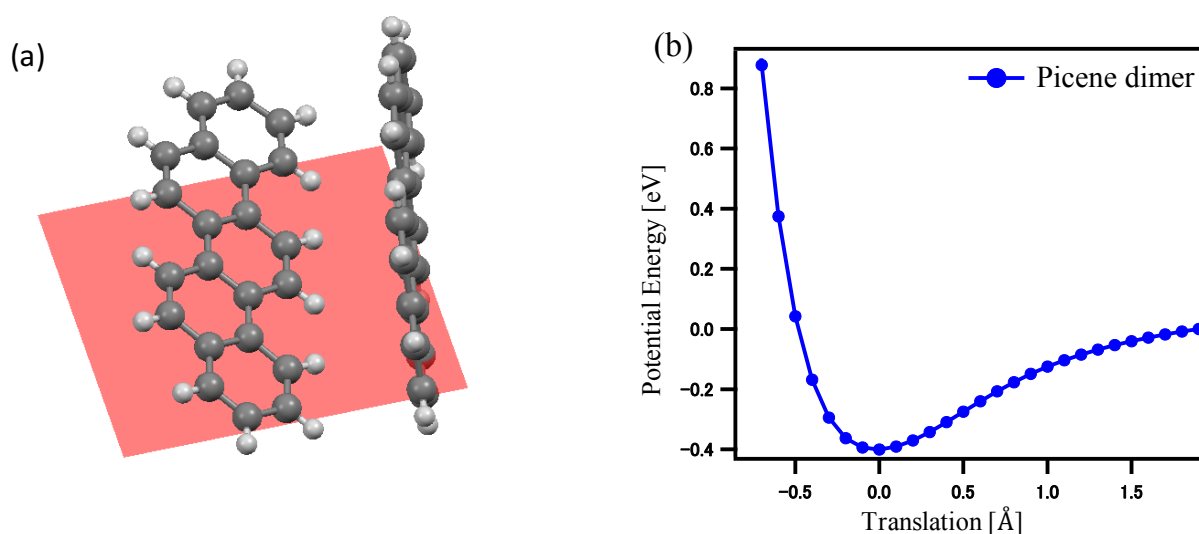 (a)
(b)
Picene dimer
0.8
0.6
0.4
0.2
0.0
−0.2
−0.4
Potential Energy [eV]
−0.5
0.0
0.5
1.0
1.5
Translation [Å]